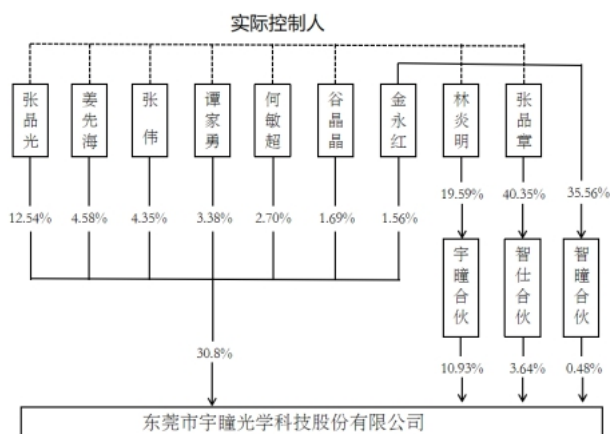 实际控制人
张品光
姜先海
张伟
谭家勇
何敏超
谷晶晶
金永红
林炎明
张品章
12.54%
4.58%
4.35%
3.38%
2.70%
1.69%
1.56%
19.59%
40.35%
35.56%
宇瞳合伙
智仕合伙
智瞳合伙
30.8%
10.93%
3.64%
0.48%
东莞市宇瞳光学科技股份有限公司